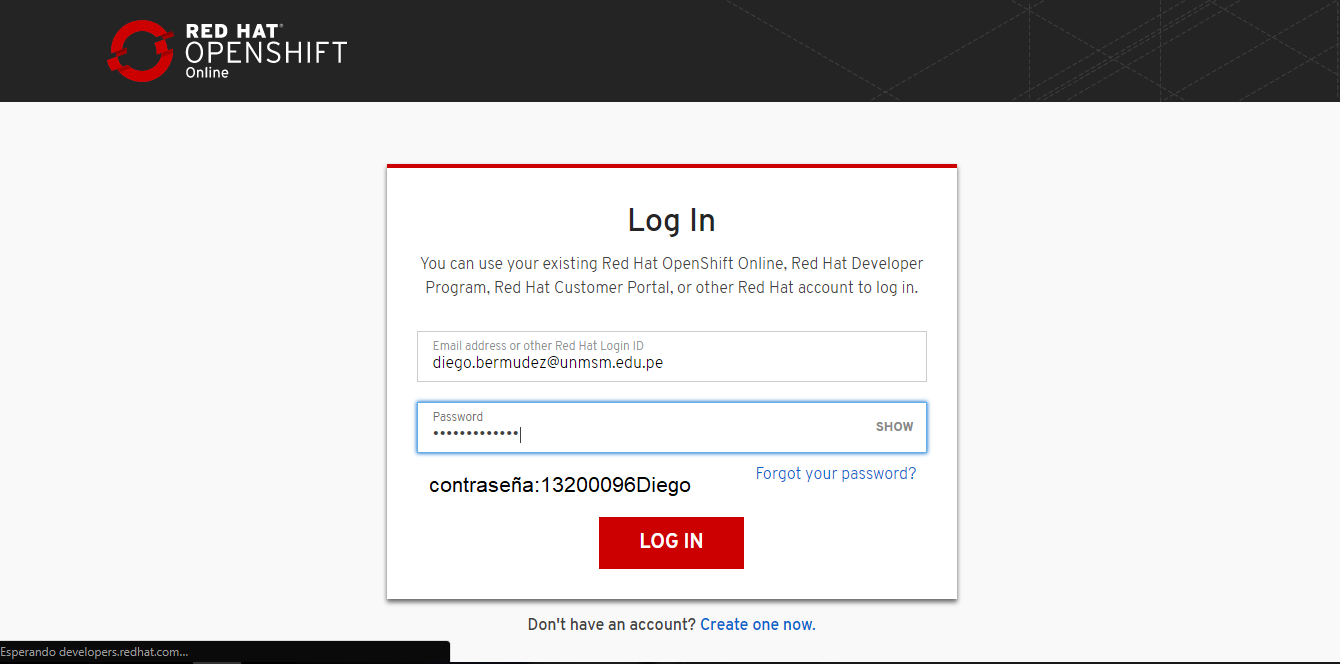 RED HAT®
OPENSHIFT
Online
Log In
You can use your existing Red Hat OpenShift Online, Red Hat Developer
Program, Red Hat Customer Portal, or other Red Hat account to log in.
Email address or other Red Hat Login ID
diego.bermudez@unmsm.edu.pe
Password
•••••••••••••
SHOW
Forgot your password?
contraseña:13200096Diego
LOG IN
Don't have an account? Create one now.
Esperando developers.redhat.com...